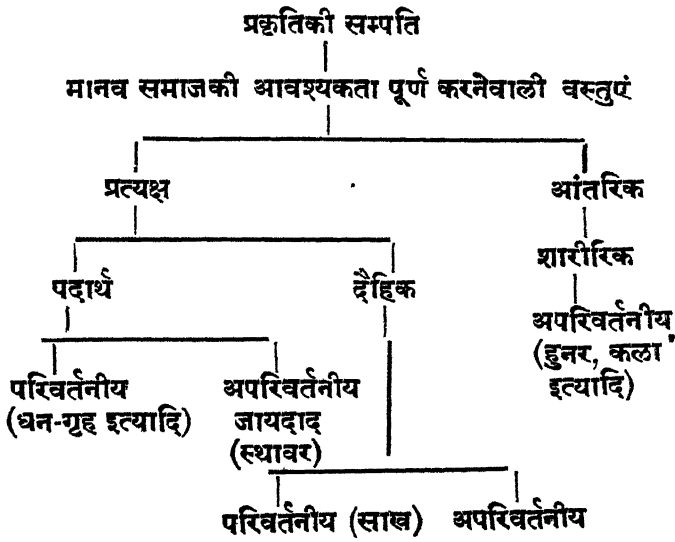 प्रकृतिकी सम्पति
मानव समाजकी आवश्यकता पूर्ण करनेवाली वस्तुएं
प्रत्यक्ष
आंतरिक
पदार्थ
दैहिक
शारीरिक
अपरिवर्तनीय
(हुनर, कला
इत्यादि)
परिवर्तनीय
(धन-गृह इत्यादि)
अपरिवर्तनीय
जायदाद
(स्थावर)
परिवर्तनीय (साख)
अपरिवर्तनीय